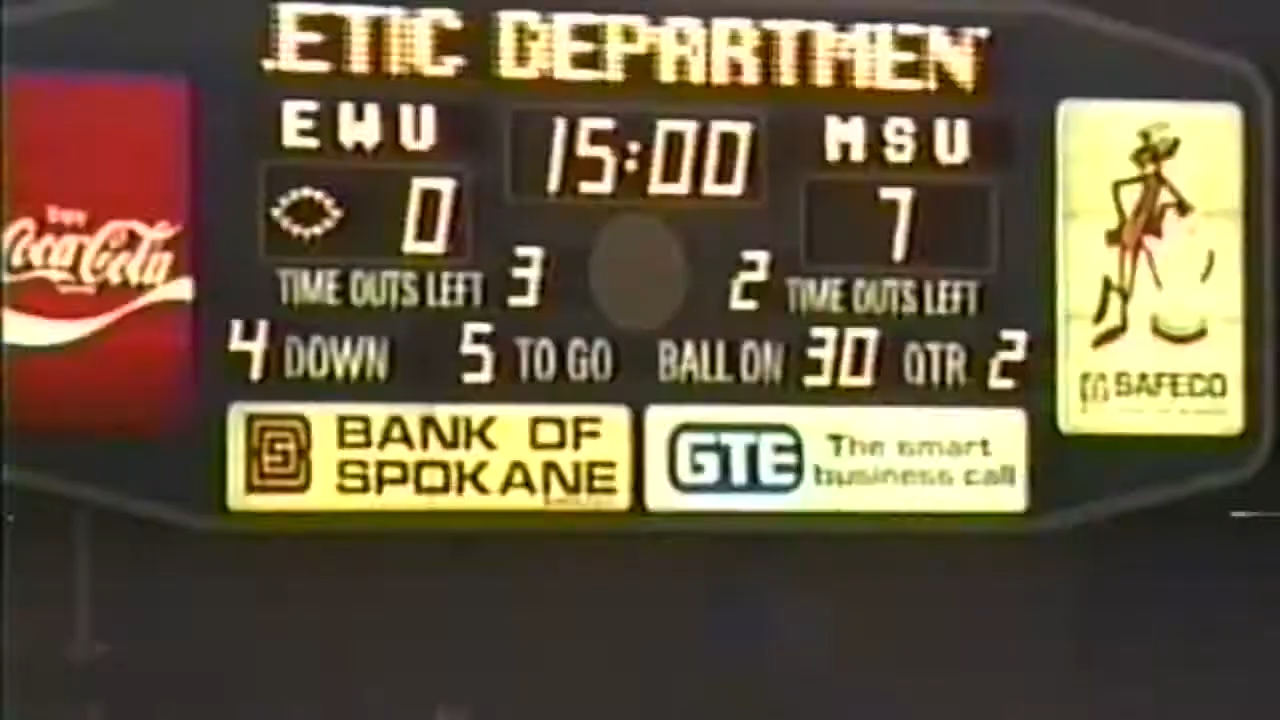 ETIC DEPARTMEN
EWU 15:00 MSU
0 7
TIME OUTS LEFT 3 2 TIME OUTS LEFT
4 DOWN 5 TO GO BALL ON 30 QTR 2
Coca-Cola
SAFECO
BANK OF
SPOKANE
GTE
The smart
business call